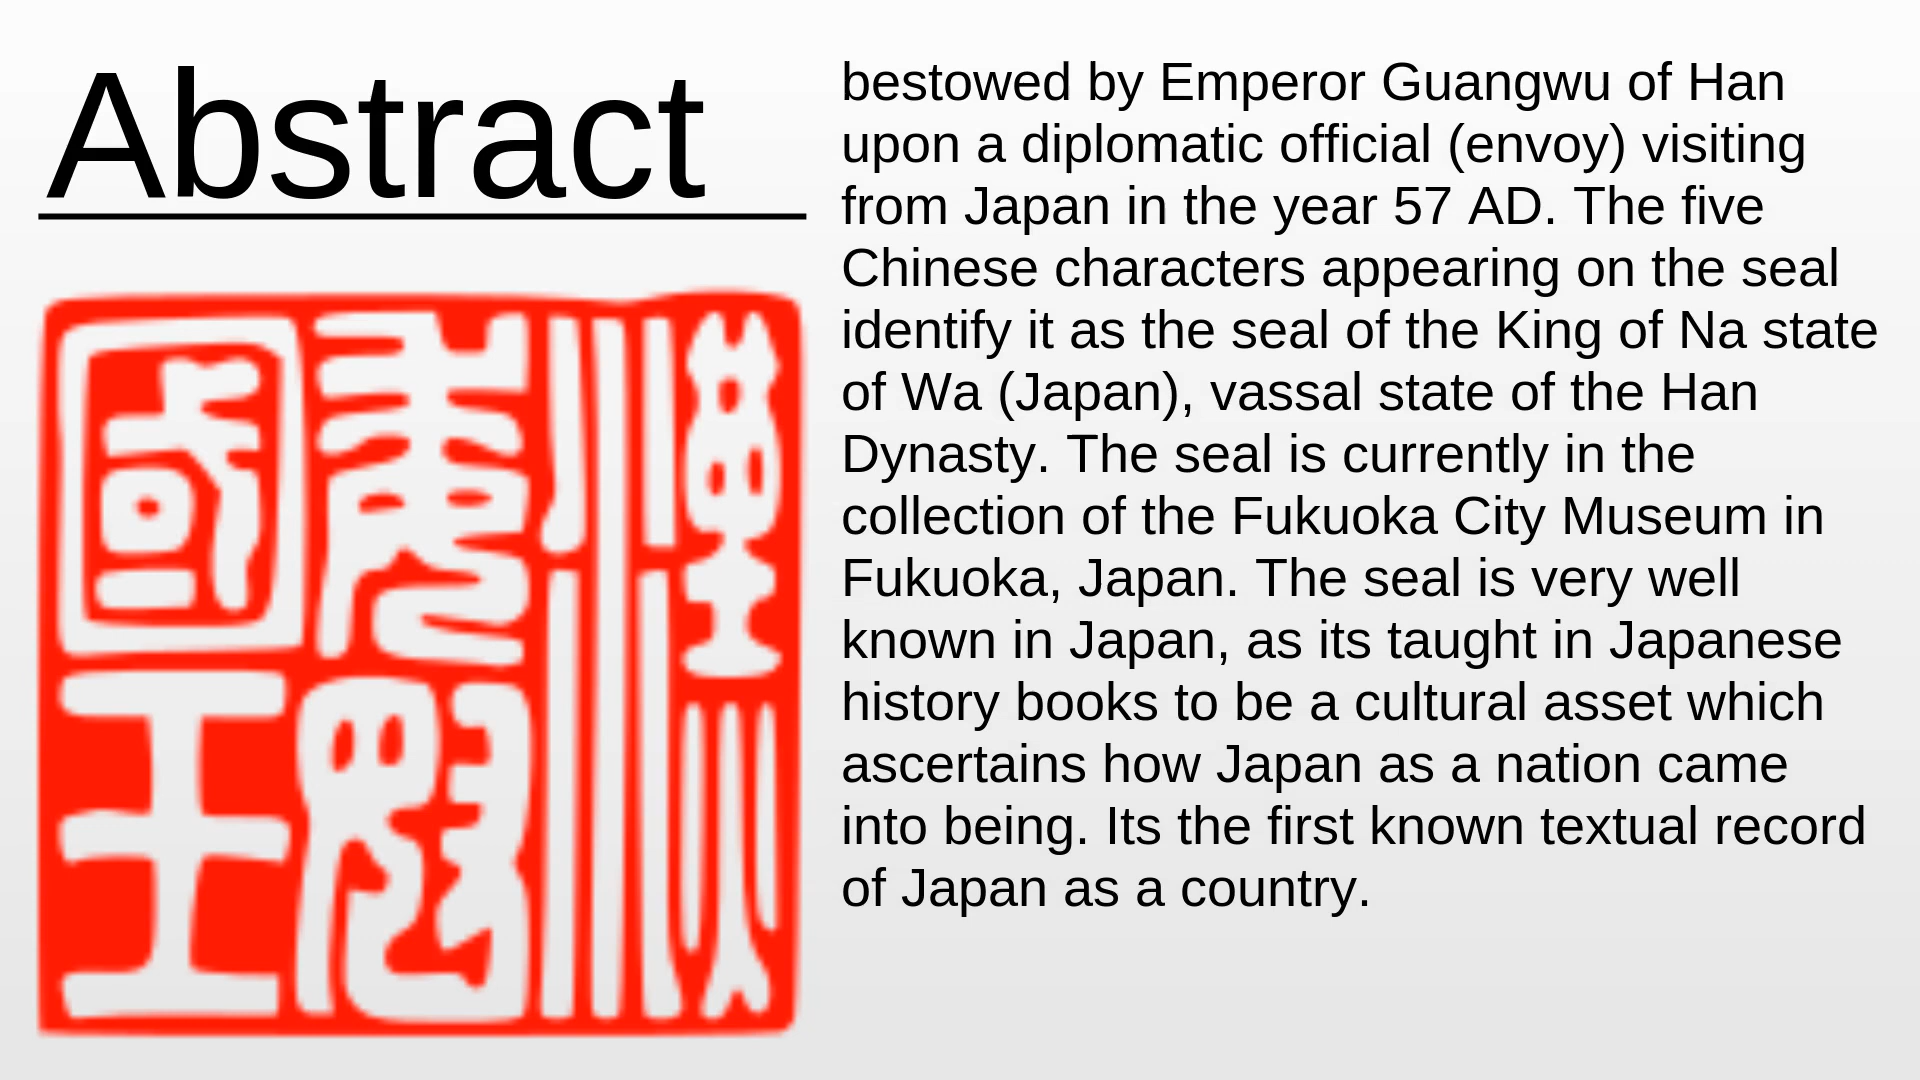 Abstract
bestowed by Emperor Guangwu of Han
upon a diplomatic official (envoy) visiting
from Japan in the year 57 AD. The five
Chinese characters appearing on the seal
identify it as the seal of the King of Na state
of Wa (Japan), vassal state of the Han
Dynasty. The seal is currently in the
collection of the Fukuoka City Museum in
Fukuoka, Japan. The seal is very well
known in Japan, as its taught in Japanese
history books to be a cultural asset which
ascertains how Japan as a nation came
into being. Its the first known textual record
of Japan as a country.
漢
委奴
國王